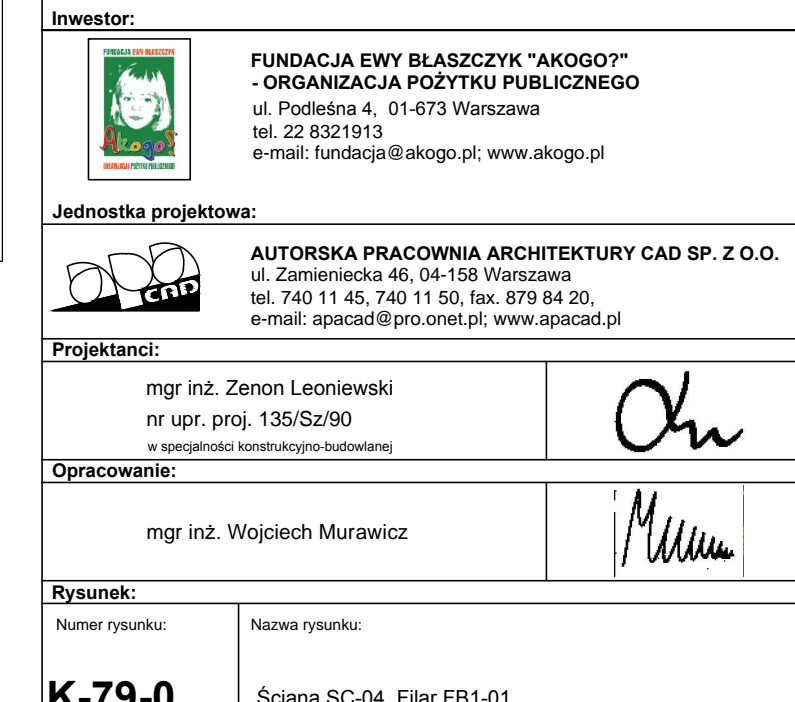 Inwestor:
FUNDACJA EWY BŁASZCZYK
Akogo?
ORGANIZACJA POŻYTKU PUBLICZNEGO
FUNDACJA EWY BŁASZCZYK "AKOGO?"
- ORGANIZACJA POŻYTKU PUBLICZNEGO
ul. Podleśna 4, 01-673 Warszawa
tel. 22 8321913
e-mail: fundacja@akogo.pl; www.akogo.pl
Jednostka projektowa:
apa
CAD
AUTORSKA PRACOWNIA ARCHITEKTURY CAD SP. Z O.O.
ul. Zamieniecka 46, 04-158 Warszawa
tel. 740 11 45, 740 11 50, fax. 879 84 20,
e-mail: apacad@pro.onet.pl; www.apacad.pl
Projektanci:
mgr inż. Zenon Leoniewski
nr upr. proj. 135/Sz/90
w specjalności konstrukcyjno-budowlanej
Opracowanie:
mgr inż. Wojciech Murawicz
Rysunek:
Numer rysunku:
Nazwa rysunku:
K-79-0
Ściana SC-04, Filar FB1-01